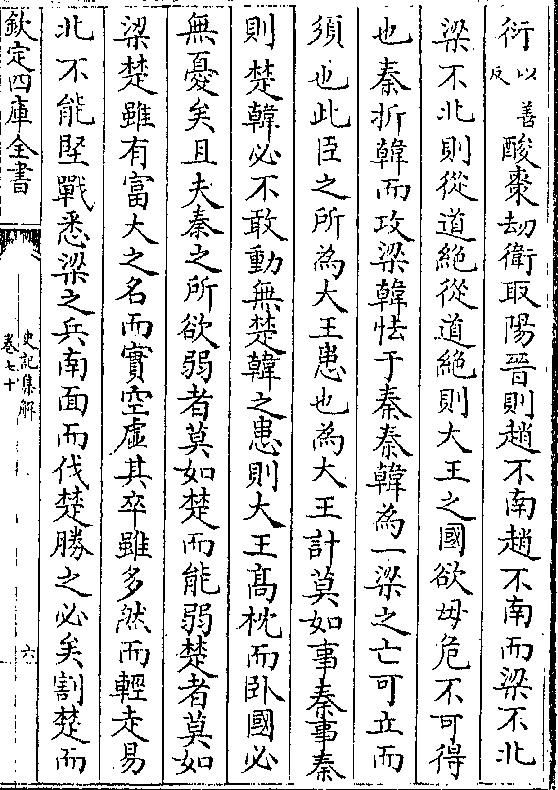 衍以善反酸棗劫衛取陽晉則趙不南趙不南而梁不北
梁不北則從道絶從道絶則大王之國欲毋危不可得
也秦折韓而攻梁韓怯于秦秦韓為一梁之亡可立而
須也此臣之所為大王患也為大王計莫如事秦事秦
則楚韓必不敢動無楚韓之患則大王髙枕而卧國必
無憂矣且夫秦之所欲弱者莫如楚而能弱楚者莫如
梁楚雖有富大之名而實空虛其卒雖多然而輕走易
北不能堅戰悉梁之兵南面而伐楚勝之必矣割楚而
欽定四庫全書
史記集解
卷七十
六